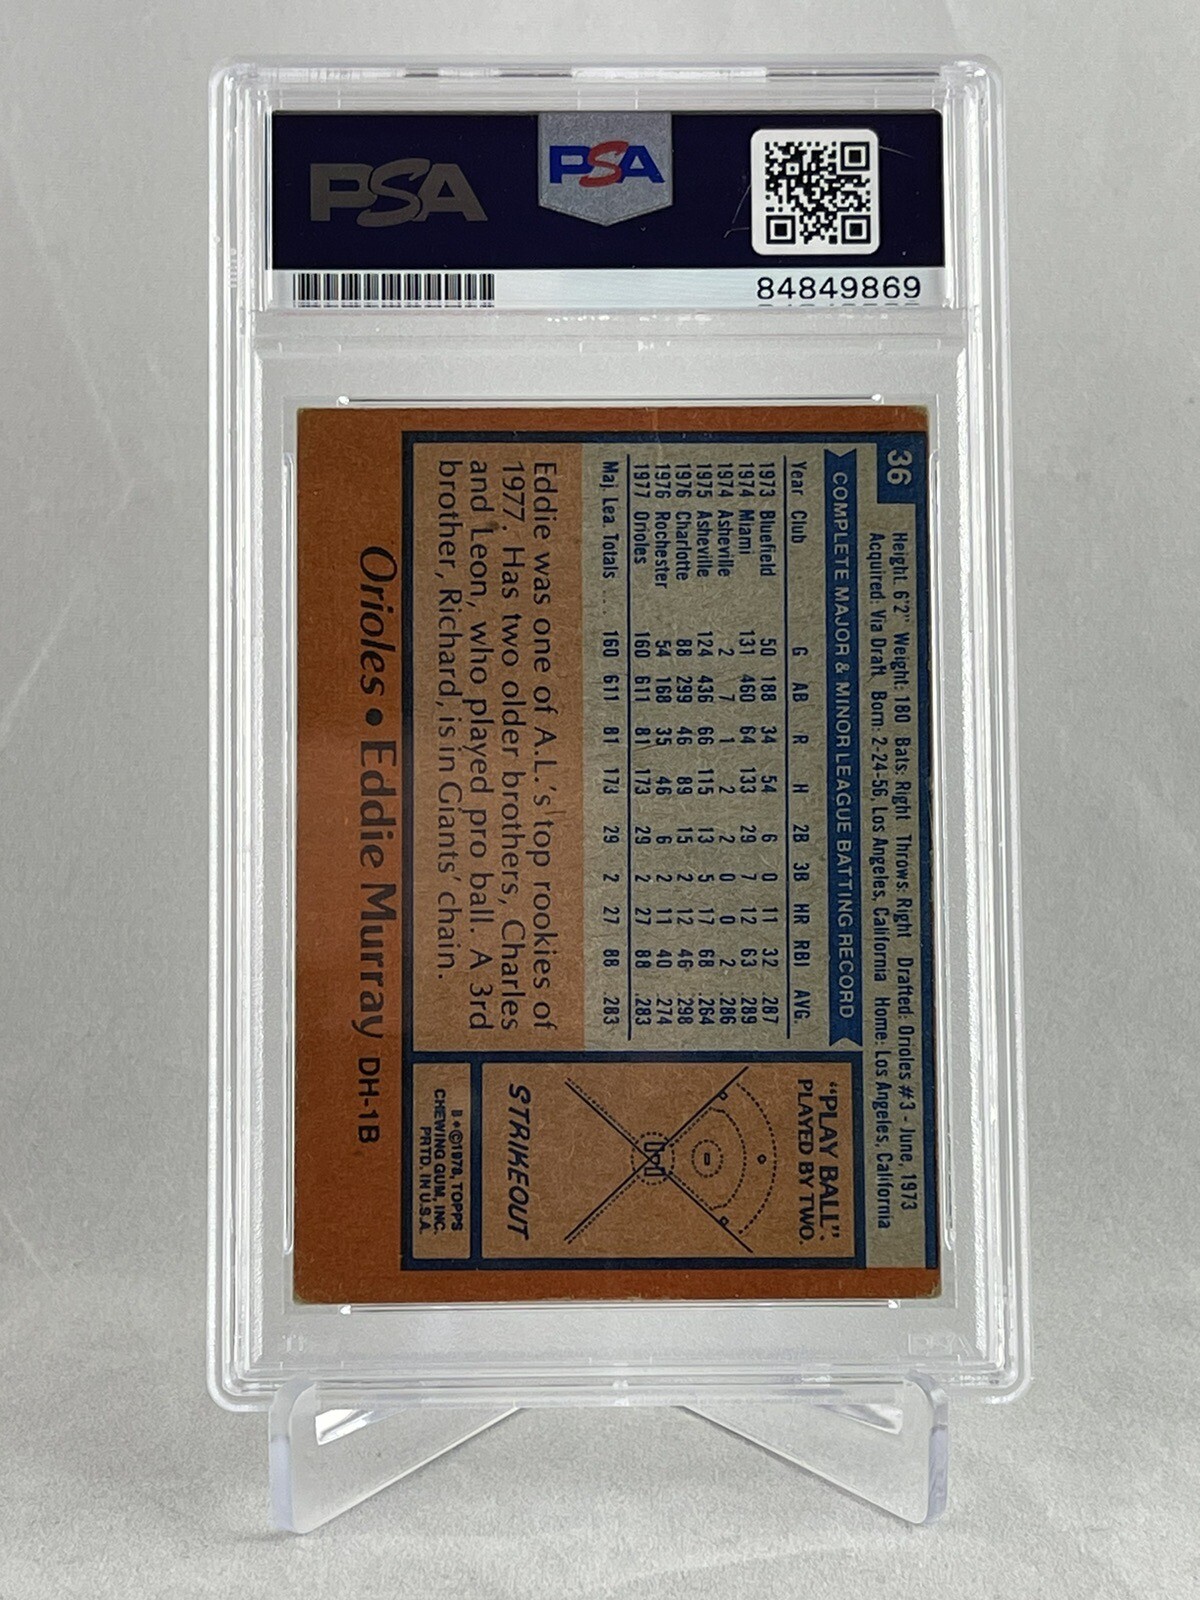 PSA
PSA
84849869
36
Height: 6'2" Weight: 180 Bats: Right Throws: Right Drafted: Orioles #3 - June, 1973
Acquired: Via Draft Born: 2-24-56, Los Angeles, California Home: Los Angeles, California
COMPLETE MAJOR & MINOR LEAGUE BATTING RECORD
Year Club G AB R H 2B 3B HR RBI AVG.
1973 Bluefield 50 188 34 54 6 0 11 32 .287
1974 Miami 131 460 64 133 29 7 12 63 .289
1974 Asheville 2 7 1 2 2 0 0 2 .286
1975 Asheville 124 436 66 115 13 5 17 68 .264
1976 Charlotte 88 299 46 89 15 2 12 46 .298
1976 Rochester 54 168 35 46 6 2 11 40 .274
1977 Orioles 160 611 81 173 29 2 27 88 .283
Maj. Lea. Totals ... 160 611 81 173 29 2 27 88 .283
Eddie was one of A.L.'s top rookies of
1977. Has two older brothers, Charles
and Leon, who played pro ball. A 3rd
brother, Richard, is in Giants' chain.
Orioles • Eddie Murray DH-1B
"PLAY BALL".
PLAYED BY TWO.
STRIKEOUT
B*©1978, TOPPS
CHEWING GUM, INC.
PRTD. IN U.S.A.